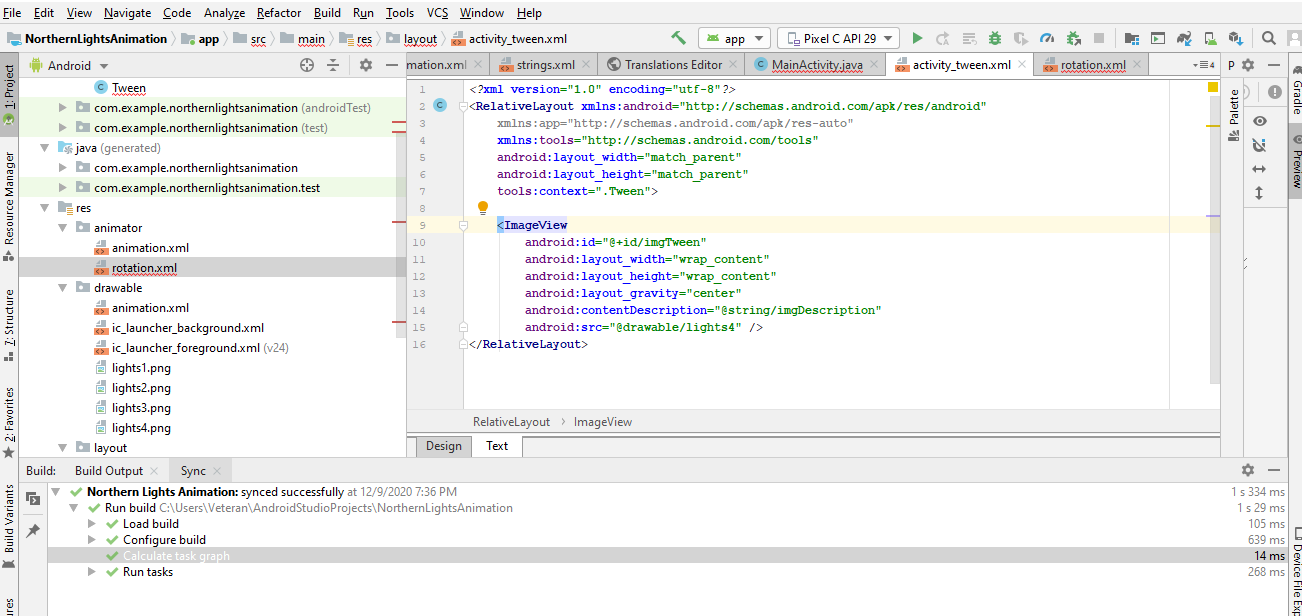 File Edit View Navigate Code Analyze Refactor Build Run Tools VCS Window Help
NorthernLightsAnimation app src main res layout activity_tween.xml app Pixel C API 29
Android
mation.xml strings.xml Translations Editor MainActivity.java activity_tween.xml rotation.xml 4 P
1: Project
Resource Manager
7: Structure
2: Favorites
Build Variants
Tween
com.example.northernlightsanimation (androidTest)
com.example.northernlightsanimation (test)
java (generated)
com.example.northernlightsanimation
com.example.northernlightsanimation.test
res
animator
animation.xml
rotation.xml
drawable
animation.xml
ic_launcher_background.xml
ic_launcher_foreground.xml (v24)
lights1.png
lights2.png
lights3.png
lights4.png
layout
1 <?xml version="1.0" encoding="utf-8"?>
2 <RelativeLayout xmlns:android="http://schemas.android.com/apk/res/android"
3 xmlns:app="http://schemas.android.com/apk/res-auto"
4 xmlns:tools="http://schemas.android.com/tools"
5 android:layout_width="match_parent"
6 android:layout_height="match_parent"
7 tools:context=".Tween">
8
9 <ImageView
10 android:id="@+id/imgTween"
11 android:layout_width="wrap_content"
12 android:layout_height="wrap_content"
13 android:layout_gravity="center"
14 android:contentDescription="@string/imgDescription"
15 android:src="@drawable/lights4" />
16 </RelativeLayout>
RelativeLayout ImageView
Design Text
Palette
Gradle
Preview
Device File Exp
Build: Build Output Sync
Northern Lights Animation: synced successfully at 12/9/2020 7:36 PM 1 s 334 ms
Run build C:\Users\Veteran\AndroidStudioProjects\NorthernLightsAnimation 1 s 29 ms
Load build 105 ms
Configure build 639 ms
Calculate task graph 14 ms
Run tasks 268 ms